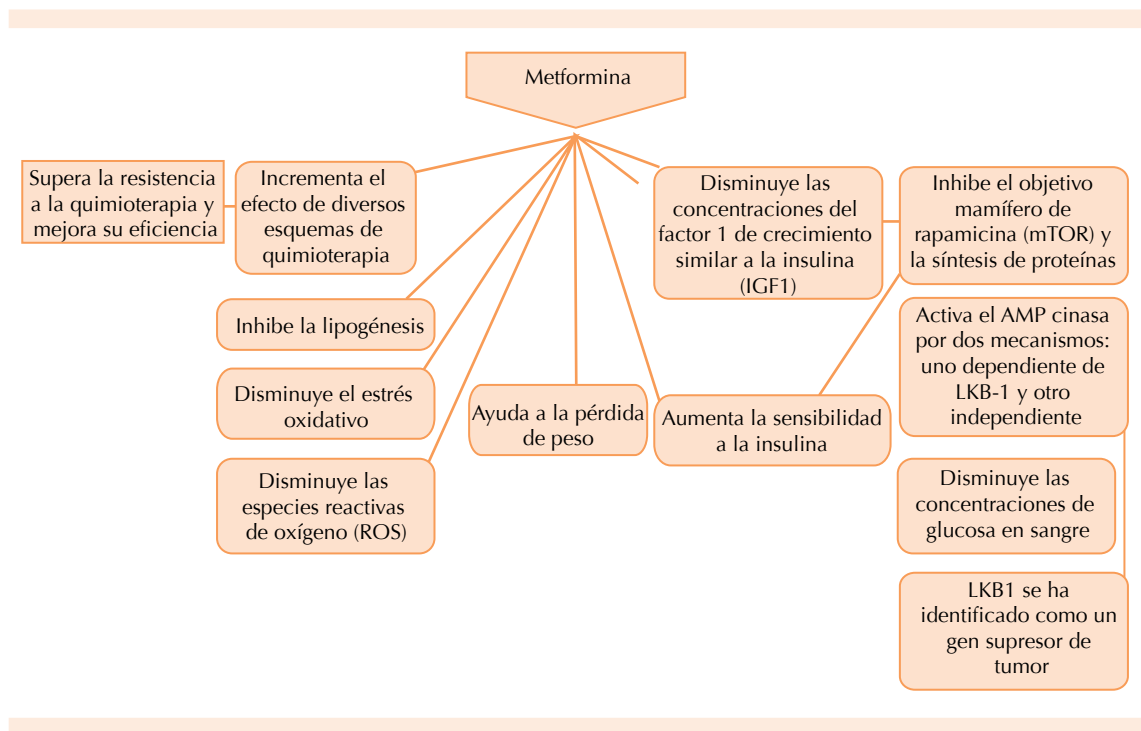 Metformina
Supera la resistencia
a la quimioterapia y
mejora su eficiencia
Incrementa el
efecto de diversos
esquemas de
quimioterapia
Disminuye las
concentraciones del
factor 1 de crecimiento
similar a la insulina
(IGF1)
Inhibe el objetivo
mamífero de
rapamicina (mTOR) y
la síntesis de proteínas
Inhibe la lipogénesis
Activa el AMP cinasa
por dos mecanismos:
uno dependiente de
LKB-1 y otro
independiente
Disminuye el estrés
oxidativo
Ayuda a la pérdida
de peso
Aumenta la sensibilidad
a la insulina
Disminuye las
especies reactivas
de oxígeno (ROS)
Disminuye las
concentraciones de
glucosa en sangre
LKB1 se ha
identificado como un
gen supresor de
tumor